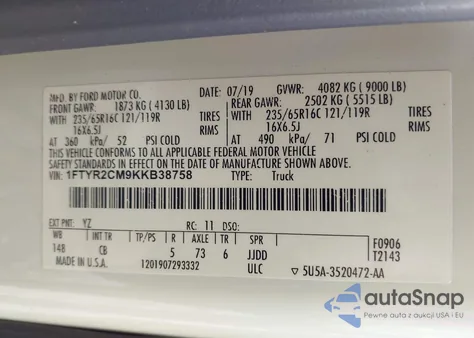 MFD. BY FORD MOTOR CO. 07/19 GVWR: 4082 KG ( 9000 LB)
FRONT GAWR: 1873 KG ( 4130 LB) REAR GAWR: 2502 KG ( 5515 LB)
WITH 235/65R16C 121/119R TIRES WITH 235/65R16C 121/119R TIRES
16X6.5J RIMS 16X6.5J RIMS
AT 360 kPa/ 52 PSI COLD AT 490 kPa/ 71 PSI COLD
THIS VEHICLE CONFORMS TO ALL APPLICABLE FEDERAL MOTOR VEHICLE
SAFETY STANDARDS IN EFFECT ON THE DATE OF MANUFACTURE SHOWN ABOVE.
VIN: 1FTYR2CM9KKB38758 TYPE: Truck
EXT PNT: YZ RC: 11 DSO: F0906
WB INT TR TP/PS R AXLE TR SPR T2143
148 CB 5 73 6 JJDD
MADE IN U.S.A. 1201907293332 ULC 5U5A-3520472-AA
autoSnap
Pewne auta z aukcji USA i EU